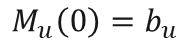 M_u(0) = b_u